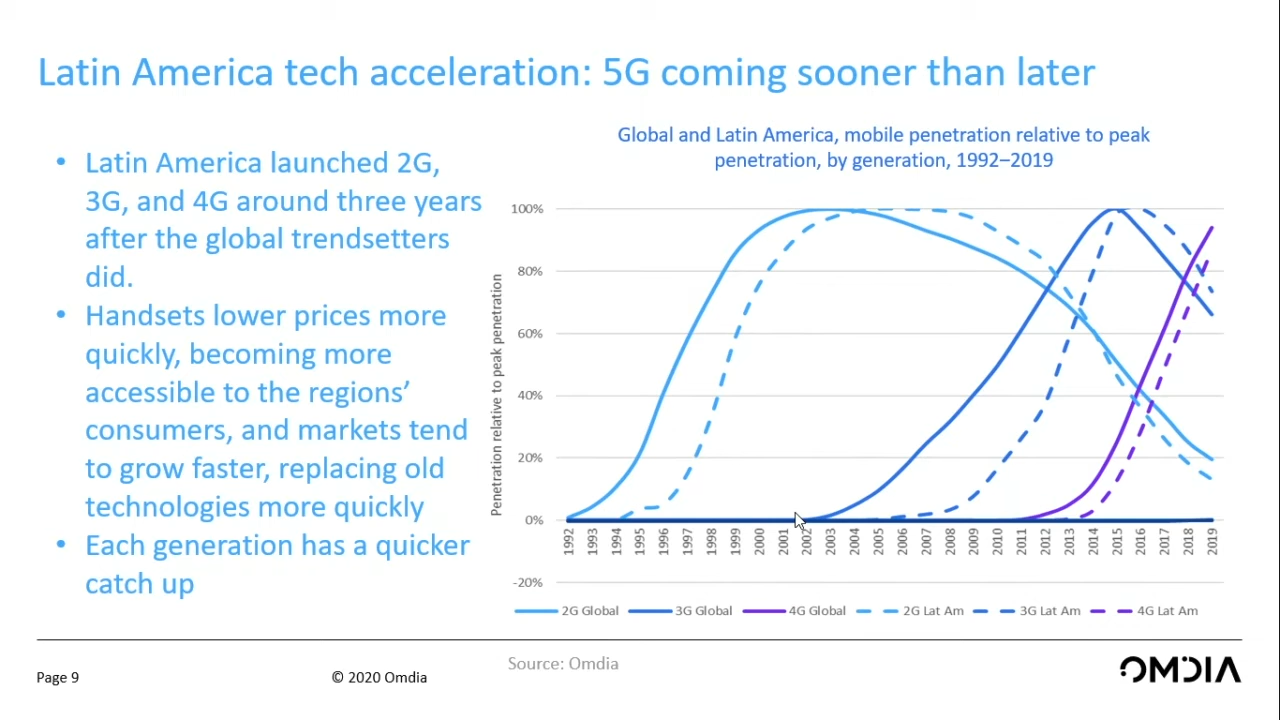 Latin America tech acceleration: 5G coming sooner than later
• Latin America launched 2G,
3G, and 4G around three years
after the global trendsetters
did.
• Handsets lower prices more
quickly, becoming more
accessible to the regions’
consumers, and markets tend
to grow faster, replacing old
technologies more quickly
• Each generation has a quicker
catch up
Global and Latin America, mobile penetration relative to peak
penetration, by generation, 1992–2019
Penetration relative to peak penetration
100%
80%
60%
40%
20%
0%
-20%
1992 1993 1994 1995 1996 1997 1998 1999 2000 2001 2002 2003 2004 2005 2006 2007 2008 2009 2010 2011 2012 2013 2014 2015 2016 2017 2018 2019
2G Global 3G Global 4G Global 2G Lat Am 3G Lat Am 4G Lat Am
Source: Omdia
Page 9 © 2020 Omdia
OMDIA